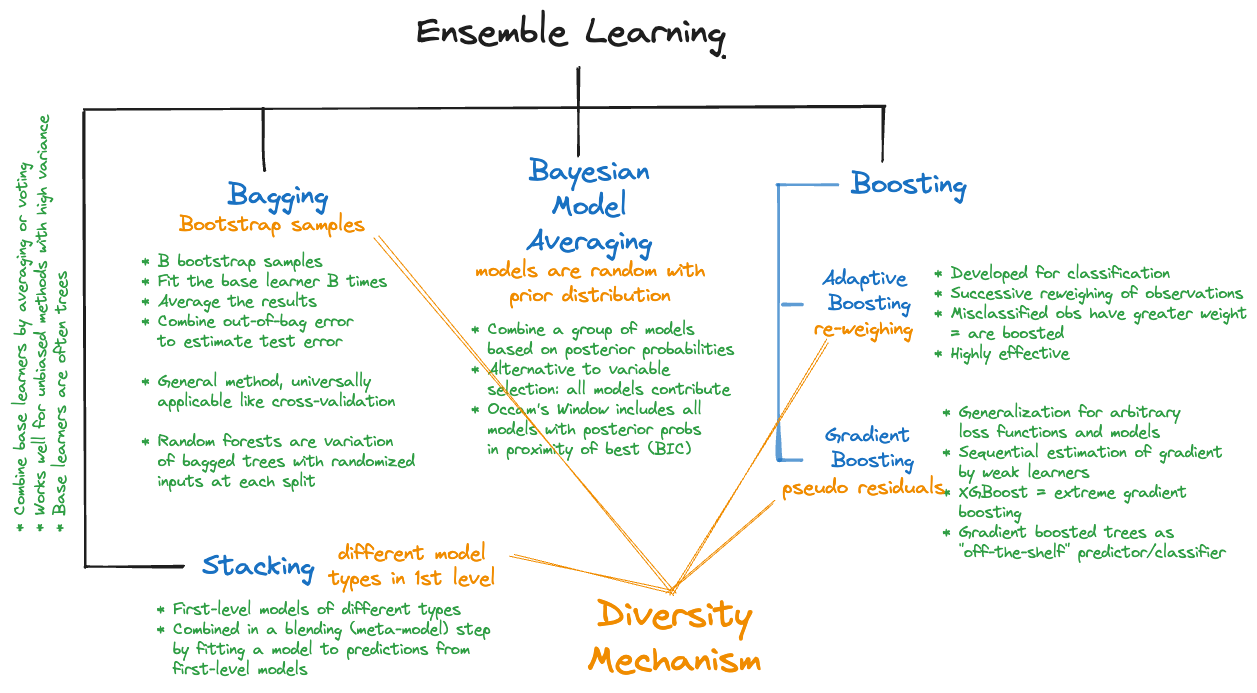 Ensemble Learning
* Combine base learners by averaging or voting
* Works well for unbiased methods with high variance
* Base learners are often trees
Bagging
Bootstrap samples
* B bootstrap samples
* Fit the base learner B times
* Average the results
* Combine out-of-bag error
to estimate test error
* General method, universally
applicable like cross-validation
* Random forests are variation
of bagged trees with randomized
inputs at each split
Bayesian
Model
Averaging
models are random with
prior distribution
* Combine a group of models
based on posterior probabilities
* Alternative to variable
selection: all models contribute
* Occam's Window includes all
models with posterior probs
in proximity of best (BIC)
Boosting
Adaptive
Boosting
re-weighing
* Developed for classification
* Successive reweighing of observations
* Misclassified obs have greater weight
= are boosted
* Highly effective
Gradient
Boosting
pseudo residuals
* Generalization for arbitrary
loss functions and models
* Sequential estimation of gradient
by weak learners
* XGBoost = extreme gradient
boosting
* Gradient boosted trees as
"off-the-shelf" predictor/classifier
Stacking
different model
types in 1st level
* First-level models of different types
* Combined in a blending (meta-model) step
by fitting a model to predictions from
first-level models
Diversity
Mechanism